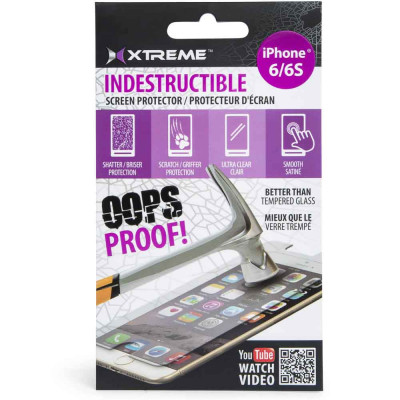 XTREME™
iPhone®
6/6S
INDESTRUCTIBLE
SCREEN PROTECTOR / PROTECTEUR D'ÉCRAN
SHATTER / BRISER
PROTECTION
SCRATCH / GRIFFER
PROTECTION
ULTRA CLEAR
CLAIR
SMOOTH
SATINÉ
OOPS
PROOF!
BETTER THAN
TEMPERED GLASS
MIEUX QUE LE
VERRE TREMPÉ
YouTube
WATCH
VIDEO